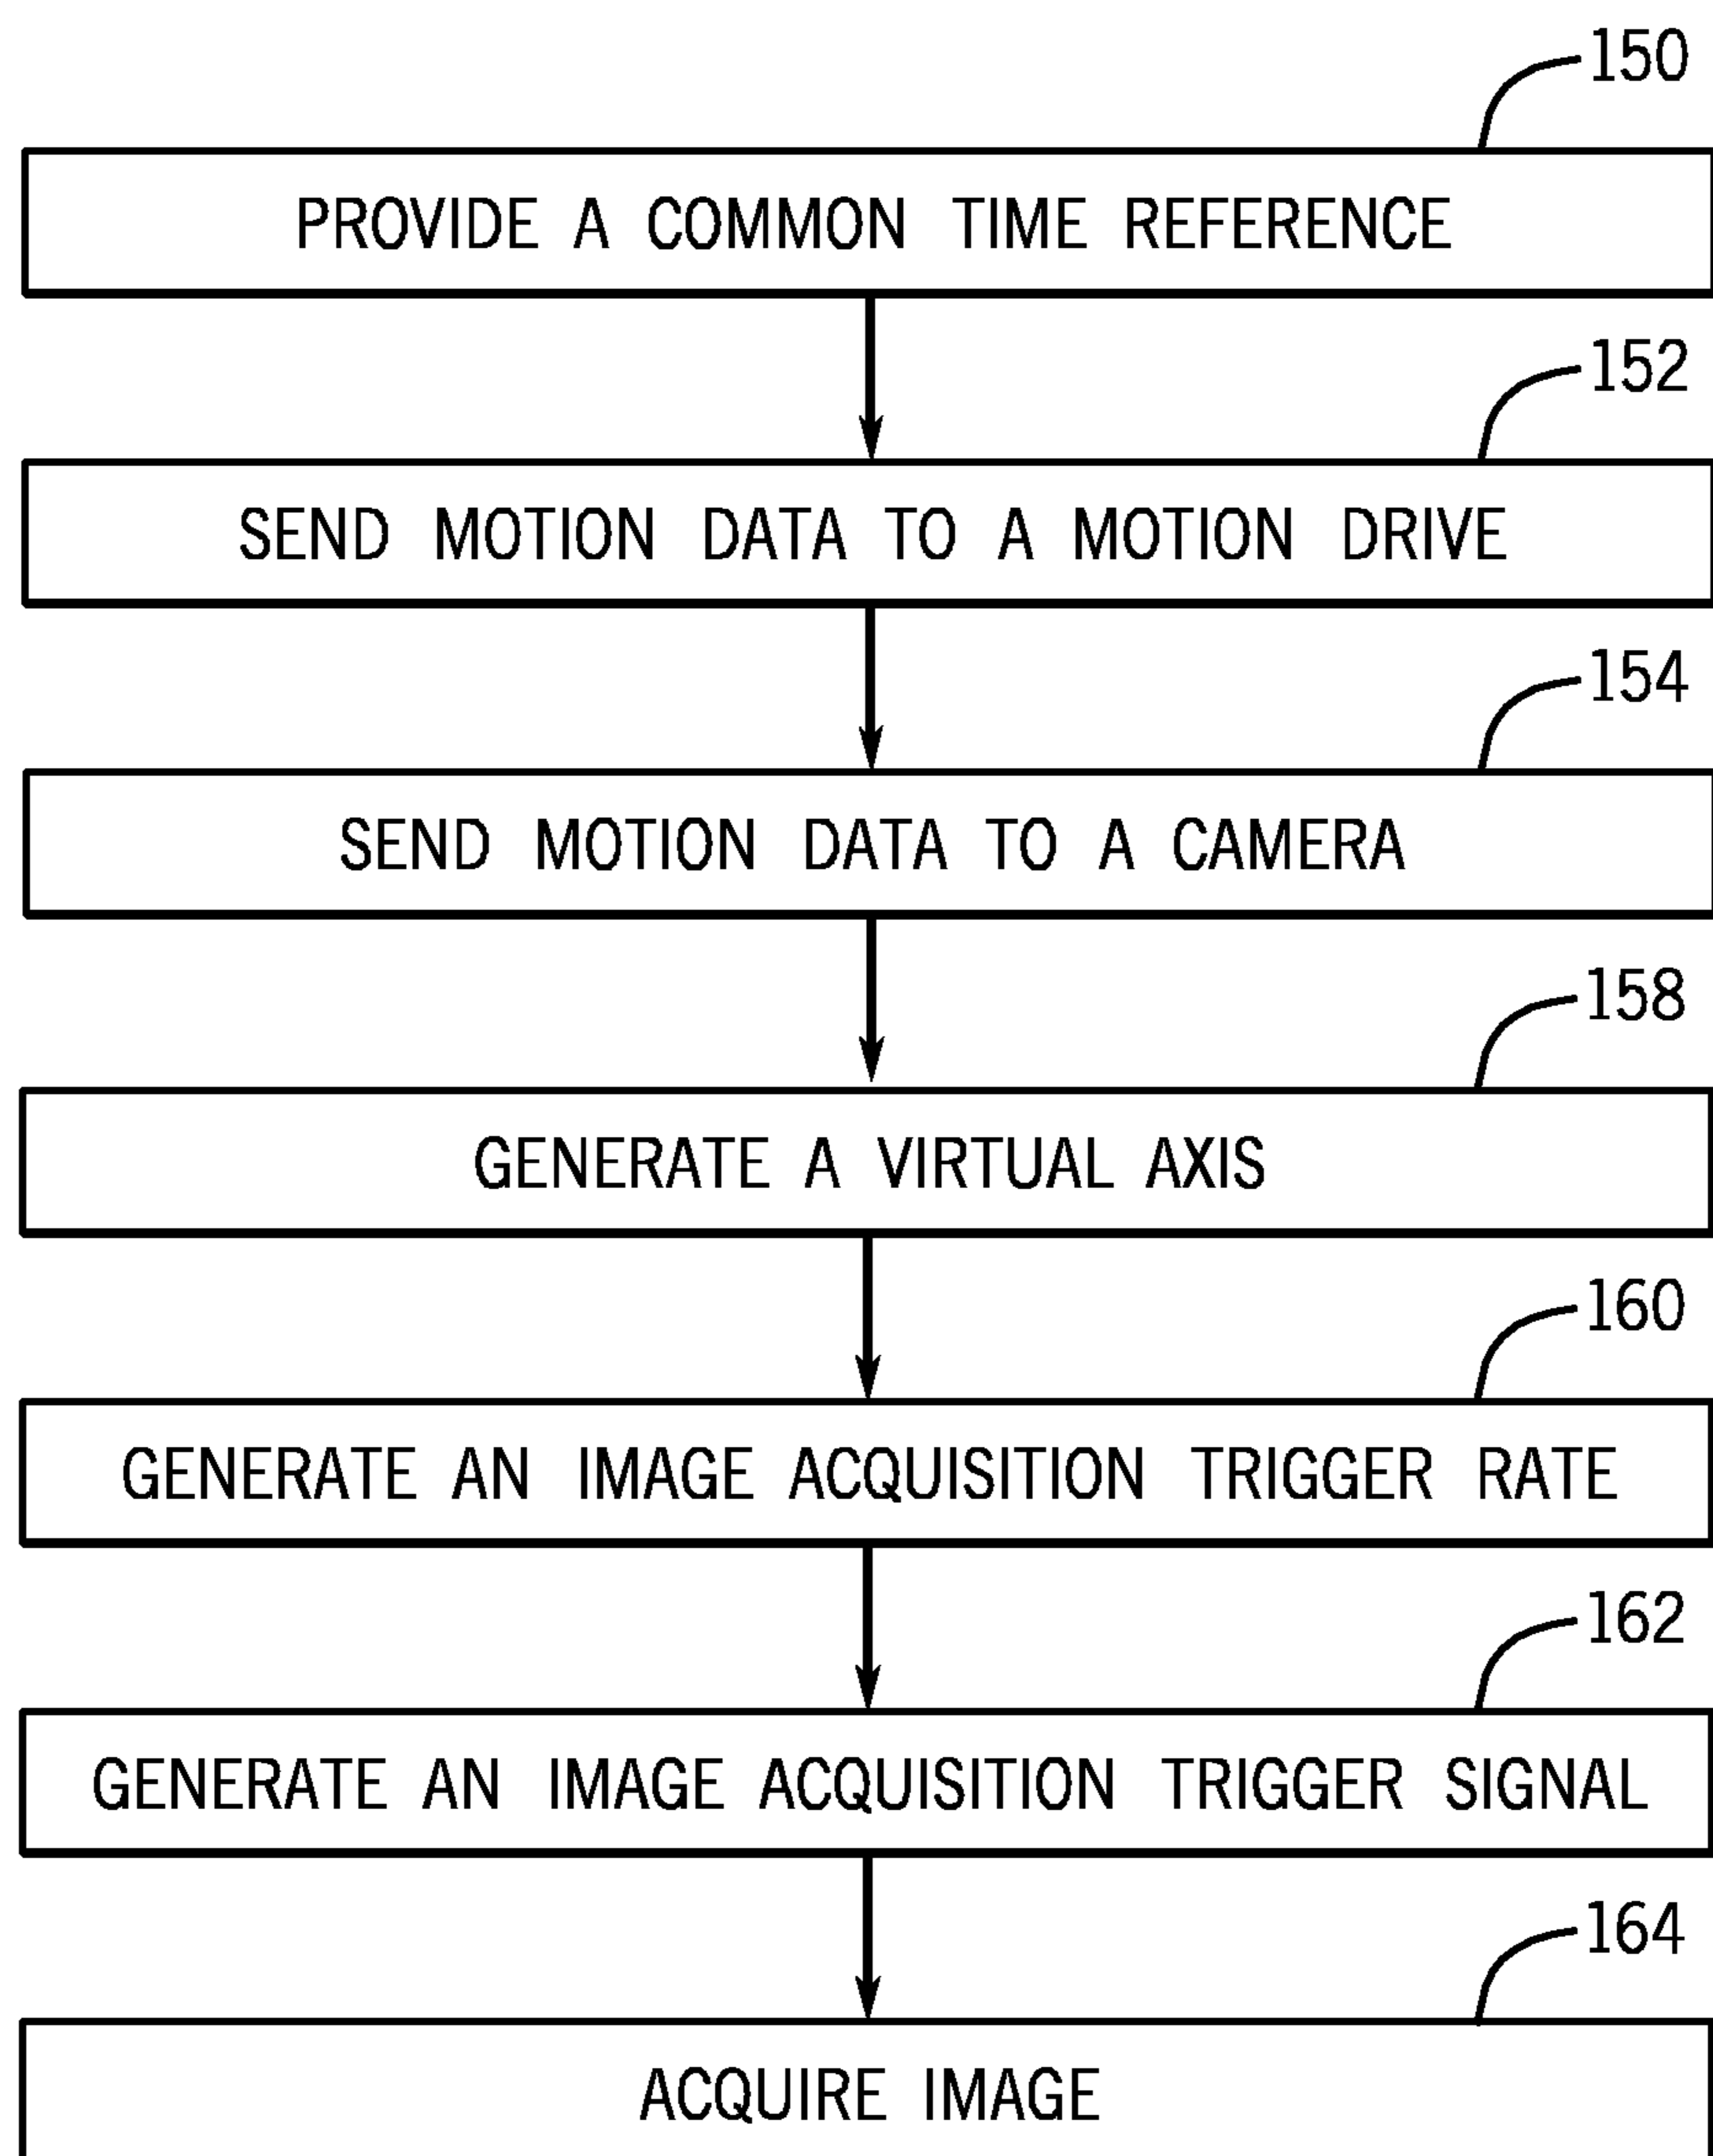 150
PROVIDE A COMMON TIME REFERENCE
152
SEND MOTION DATA TO A MOTION DRIVE
154
SEND MOTION DATA TO A CAMERA
158
GENERATE A VIRTUAL AXIS
160
GENERATE AN IMAGE ACQUISITION TRIGGER RATE
162
GENERATE AN IMAGE ACQUISITION TRIGGER SIGNAL
164
ACQUIRE IMAGE